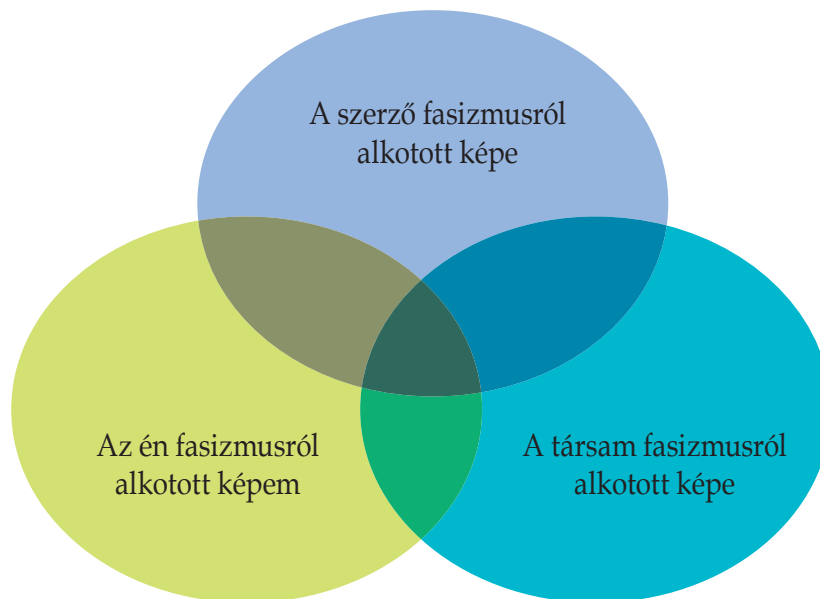 A szerző fasizmusról
alkotott képe
Az én fasizmusról
alkotott képem
A társam fasizmusról
alkotott képe